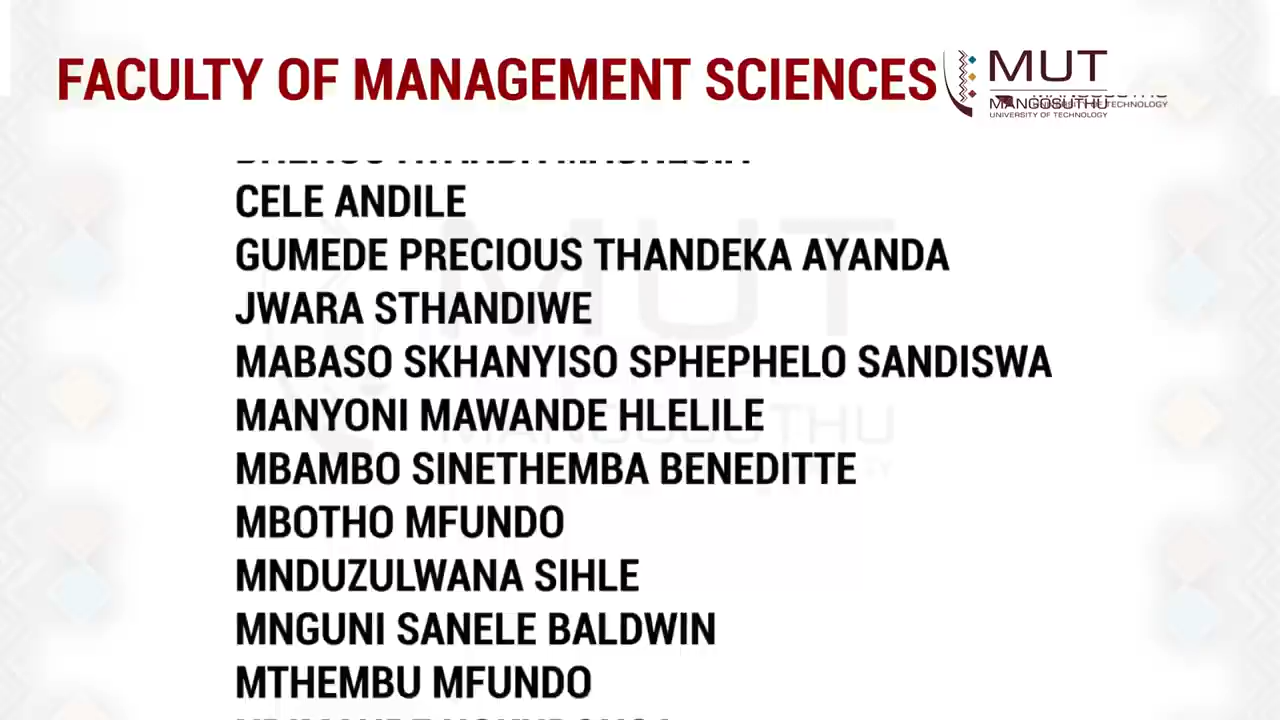 FACULTY OF MANAGEMENT SCIENCES
MUT
MANGOSUTHU
UNIVERSITY OF TECHNOLOGY
CELE ANDILE
GUMEDE PRECIOUS THANDEKA AYANDA
JWARA STHANDIWE
MABASO SKHANYISO SPHEPHELO SANDISWA
MANYONI MAWANDE HLELILE
MBAMBO SINETHEMBA BENEDITTE
MBOTHO MFUNDO
MNDUZULWANA SIHLE
MNGUNI SANELE BALDWIN
MTHEMBU MFUNDO